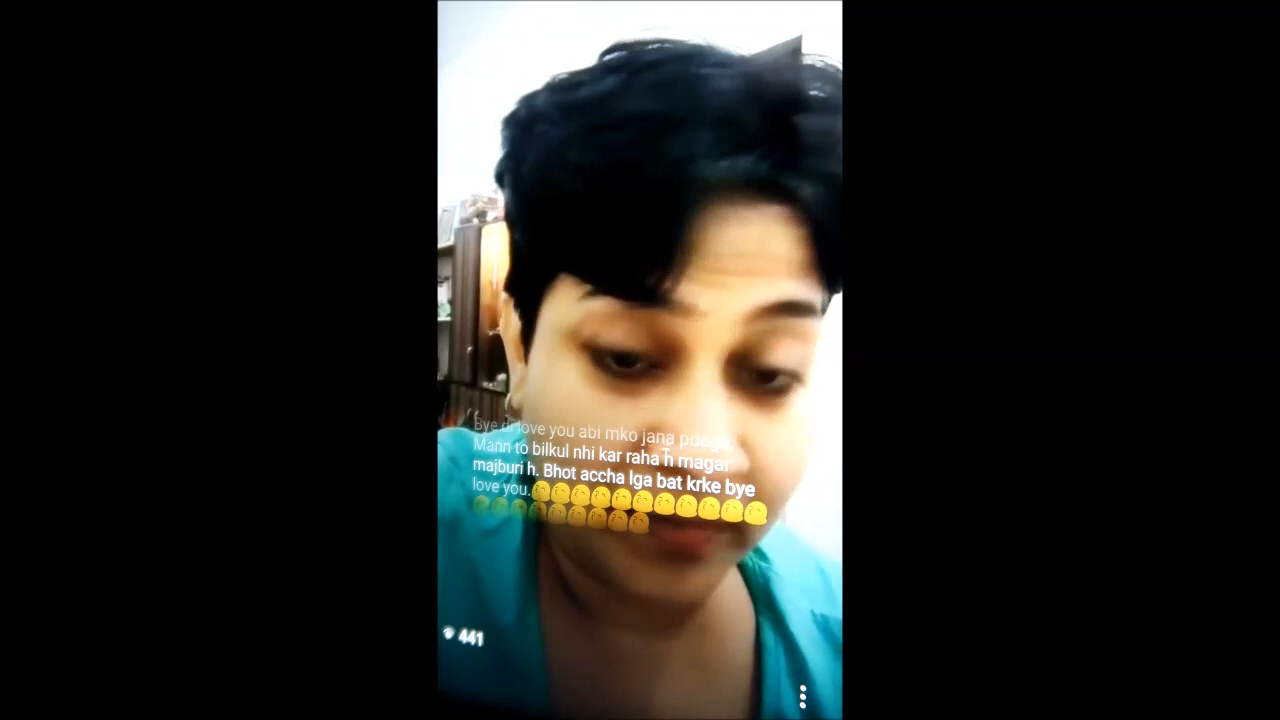 Bye di love you abi mko jana
Mann to bilkul nhi kar raha h magar
majburi h. Bhot accha lga bat krke bye
love you.
441